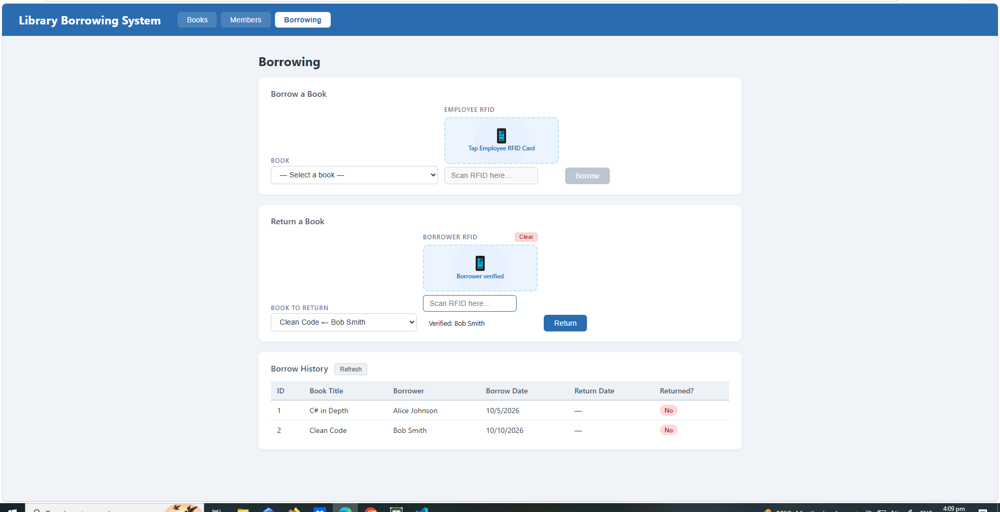 Library Borrowing System Books Members Borrowing
Borrowing
Borrow a Book
EMPLOYEE RFID
Tap Employee RFID Card
BOOK
— Select a book — Scan RFID here... Borrow
Return a Book
BORROWER RFID Clear
Borrower verified
Scan RFID here...
BOOK TO RETURN
Clean Code ← Bob Smith Verified: Bob Smith Return
Borrow History Refresh
ID Book Title Borrower Borrow Date Return Date Returned?
1 C# in Depth Alice Johnson 10/5/2026 — No
2 Clean Code Bob Smith 10/10/2026 — No
4:09 pm